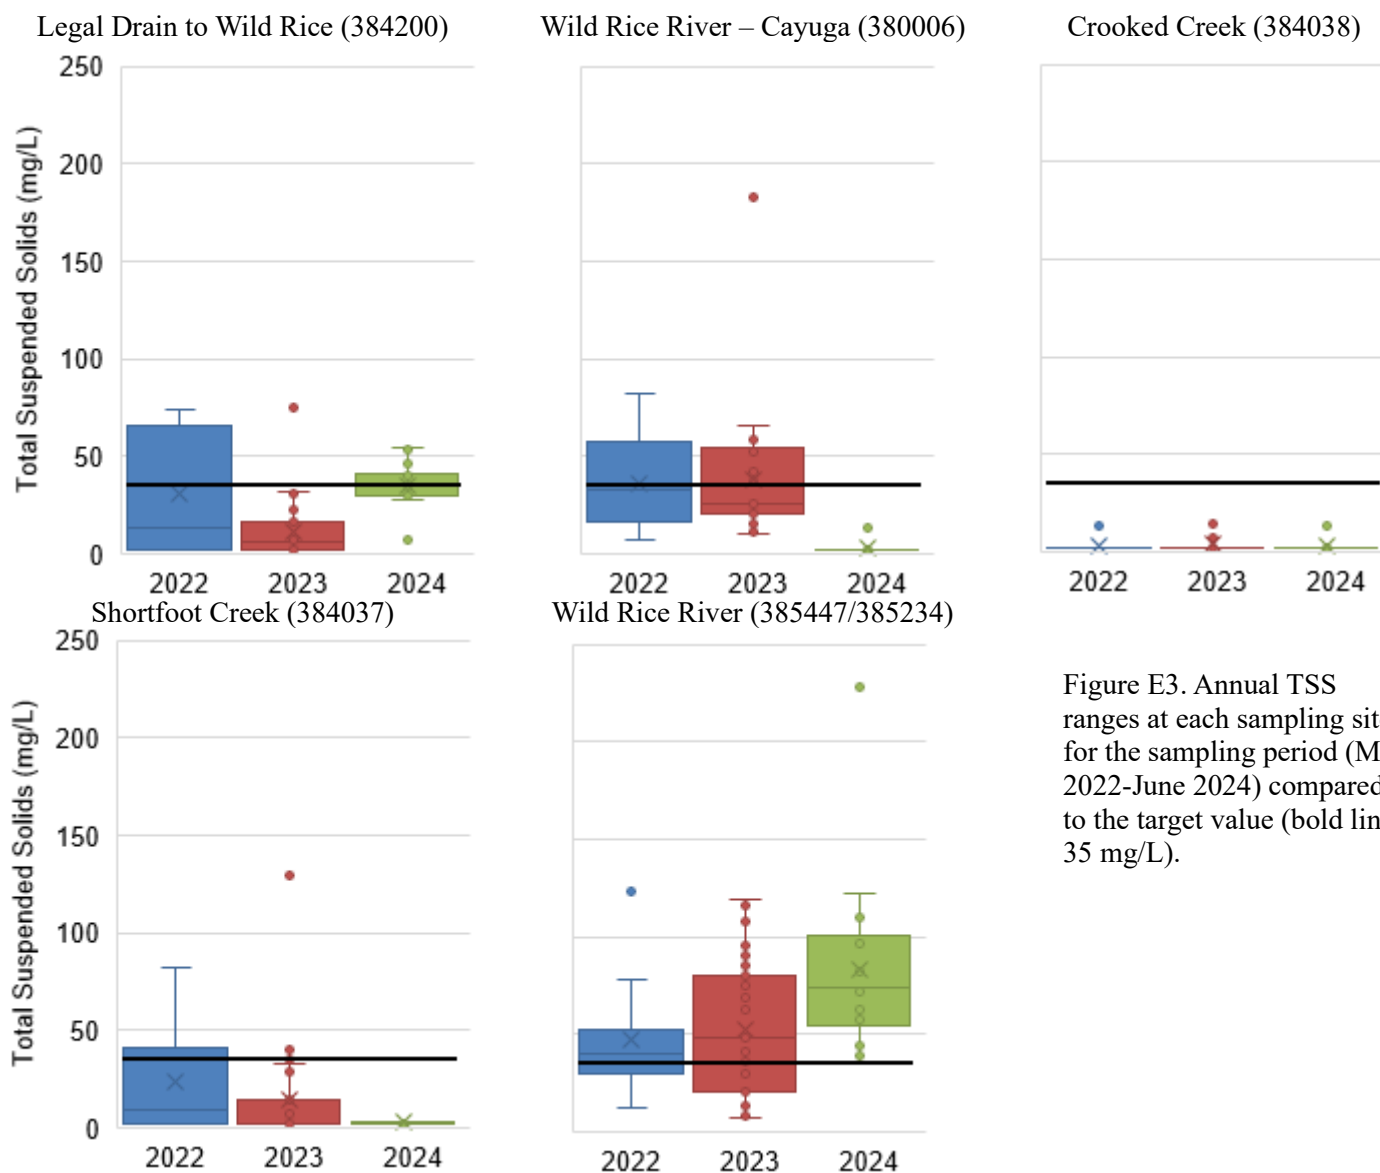 Legal Drain to Wild Rice (384200)
Wild Rice River – Cayuga (380006)
Crooked Creek (384038)
Total Suspended Solids (mg/L)
250
200
150
100
50
0
2022 2023 2024
2022 2023 2024
2022 2023 2024
Shortfoot Creek (384037)
Wild Rice River (385447/385234)
Total Suspended Solids (mg/L)
250
200
150
100
50
0
2022 2023 2024
2022 2023 2024
Figure E3. Annual TSS
ranges at each sampling
for the sampling period
2022-June 2024) compared
to the target value (bold
35 mg/L).